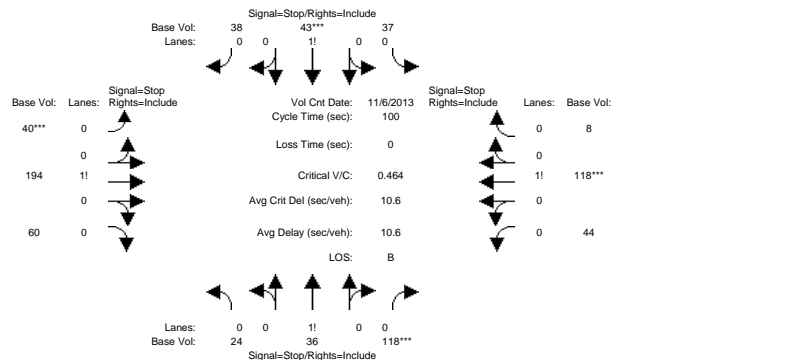 Signal=Stop/Rights=Include
Base Vol: 38 43*** 37
Lanes: 0 0 1! 0 0
Signal=Stop Signal=Stop
Base Vol: Lanes: Rights=Include Vol Cnt Date: 11/6/2013 Rights=Include Lanes: Base Vol:
Cycle Time (sec): 100
40*** 0 0 8
Loss Time (sec): 0
0 0
194 1! Critical V/C: 0.464 1! 118***
0 Avg Crit Del (sec/veh): 10.6 0
60 0 Avg Delay (sec/veh): 10.6 0 44
LOS: B
Lanes: 0 0 1! 0 0
Base Vol: 24 36 118***
Signal=Stop/Rights=Include